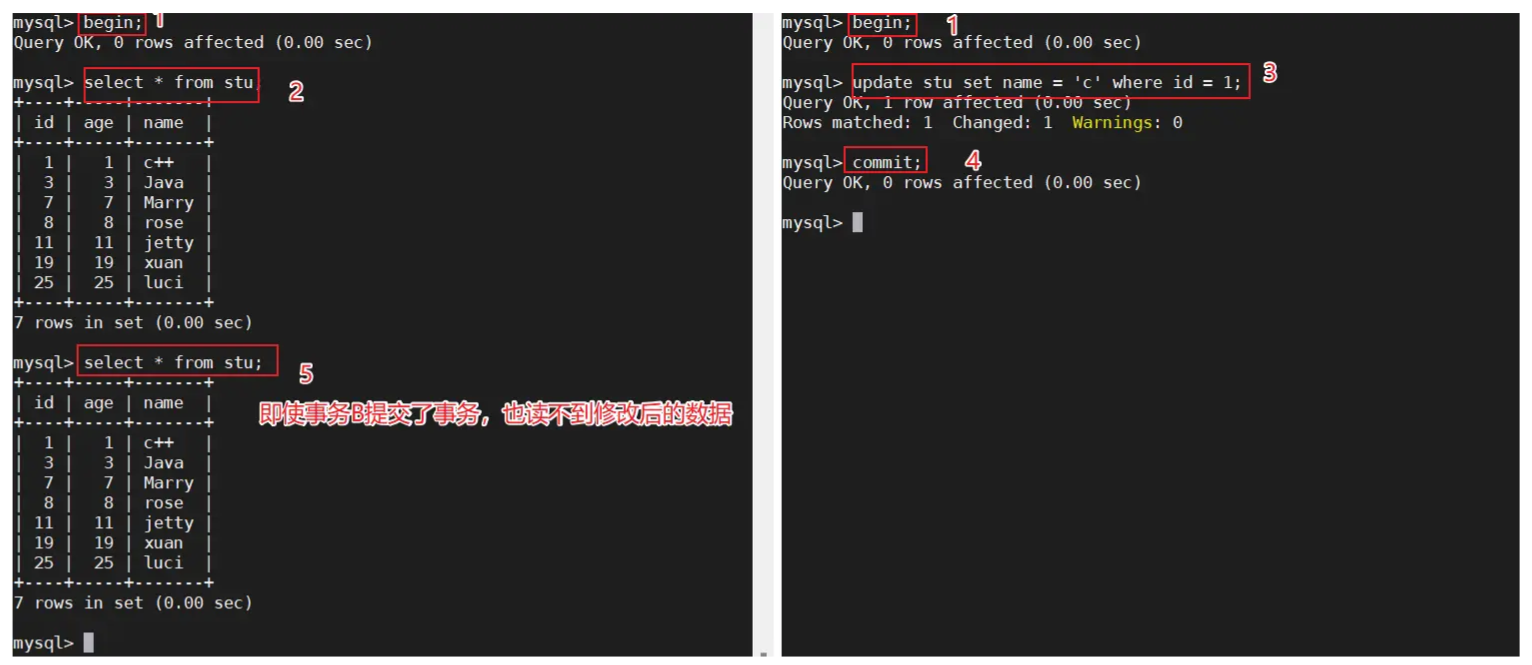 mysql> begin; 1
Query OK, 0 rows affected (0.00 sec)
mysql> select * from stu; 2
+----+-----+-------+
| id | age | name  |
+----+-----+-------+
|  1 |   1 | c++   |
|  3 |   3 | Java  |
|  7 |   7 | Marry |
|  8 |   8 | rose  |
| 11 |  11 | jetty |
| 19 |  19 | xuan  |
| 25 |  25 | luci  |
+----+-----+-------+
7 rows in set (0.00 sec)
mysql> select * from stu; 5
+----+-----+-------+
| id | age | name  |
即使事务B提交了事务，也读不到修改后的数据
+----+-----+-------+
|  1 |   1 | c++   |
|  3 |   3 | Java  |
|  7 |   7 | Marry |
|  8 |   8 | rose  |
| 11 |  11 | jetty |
| 19 |  19 | xuan  |
| 25 |  25 | luci  |
+----+-----+-------+
7 rows in set (0.00 sec)
mysql>
mysql> begin; 1
Query OK, 0 rows affected (0.00 sec)
mysql> update stu set name = 'c' where id = 1; 3
Query OK, 1 row affected (0.00 sec)
Rows matched: 1  Changed: 1  Warnings: 0
mysql> commit; 4
Query OK, 0 rows affected (0.00 sec)
mysql>